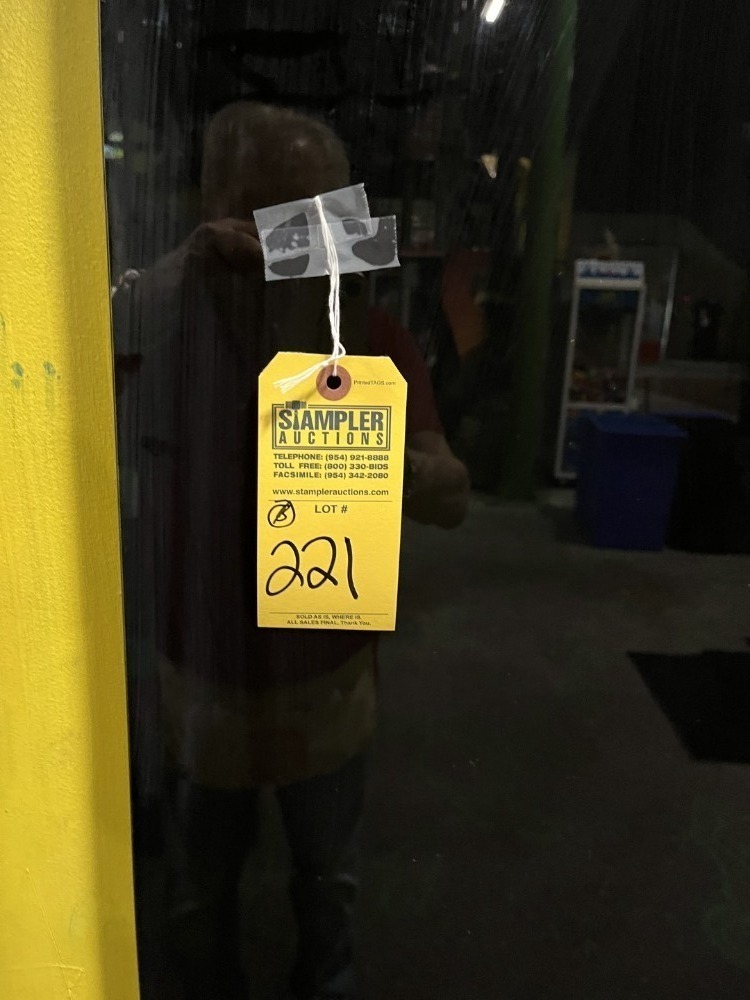 PrintedTAGS.com
STAMPLER
AUCTIONS
TELEPHONE: (954) 921-8888
TOLL FREE: (800) 330-BIDS
FACSIMILE: (954) 342-2080
www.stamplerauctions.com
LOT #
B
221
SOLD AS IS, WHERE IS.
ALL SALES FINAL, Thank You.